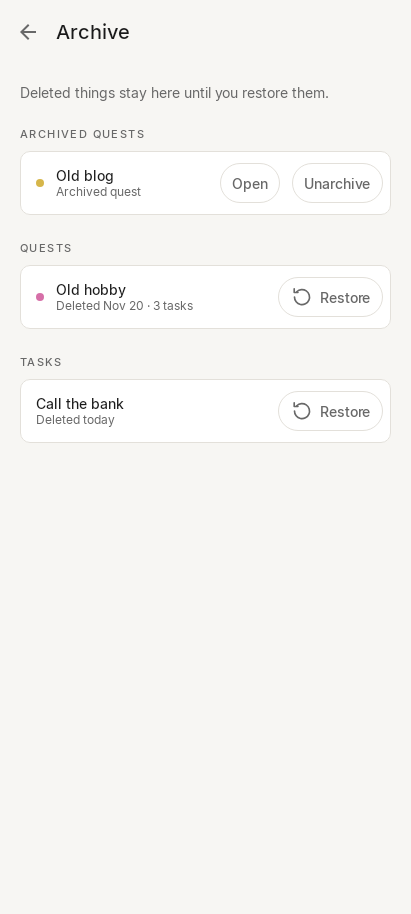 Archive
Deleted things stay here until you restore them.
ARCHIVED QUESTS
Old blog
Archived quest
Open
Unarchive
QUESTS
Old hobby
Deleted Nov 20 · 3 tasks
Restore
TASKS
Call the bank
Deleted today
Restore